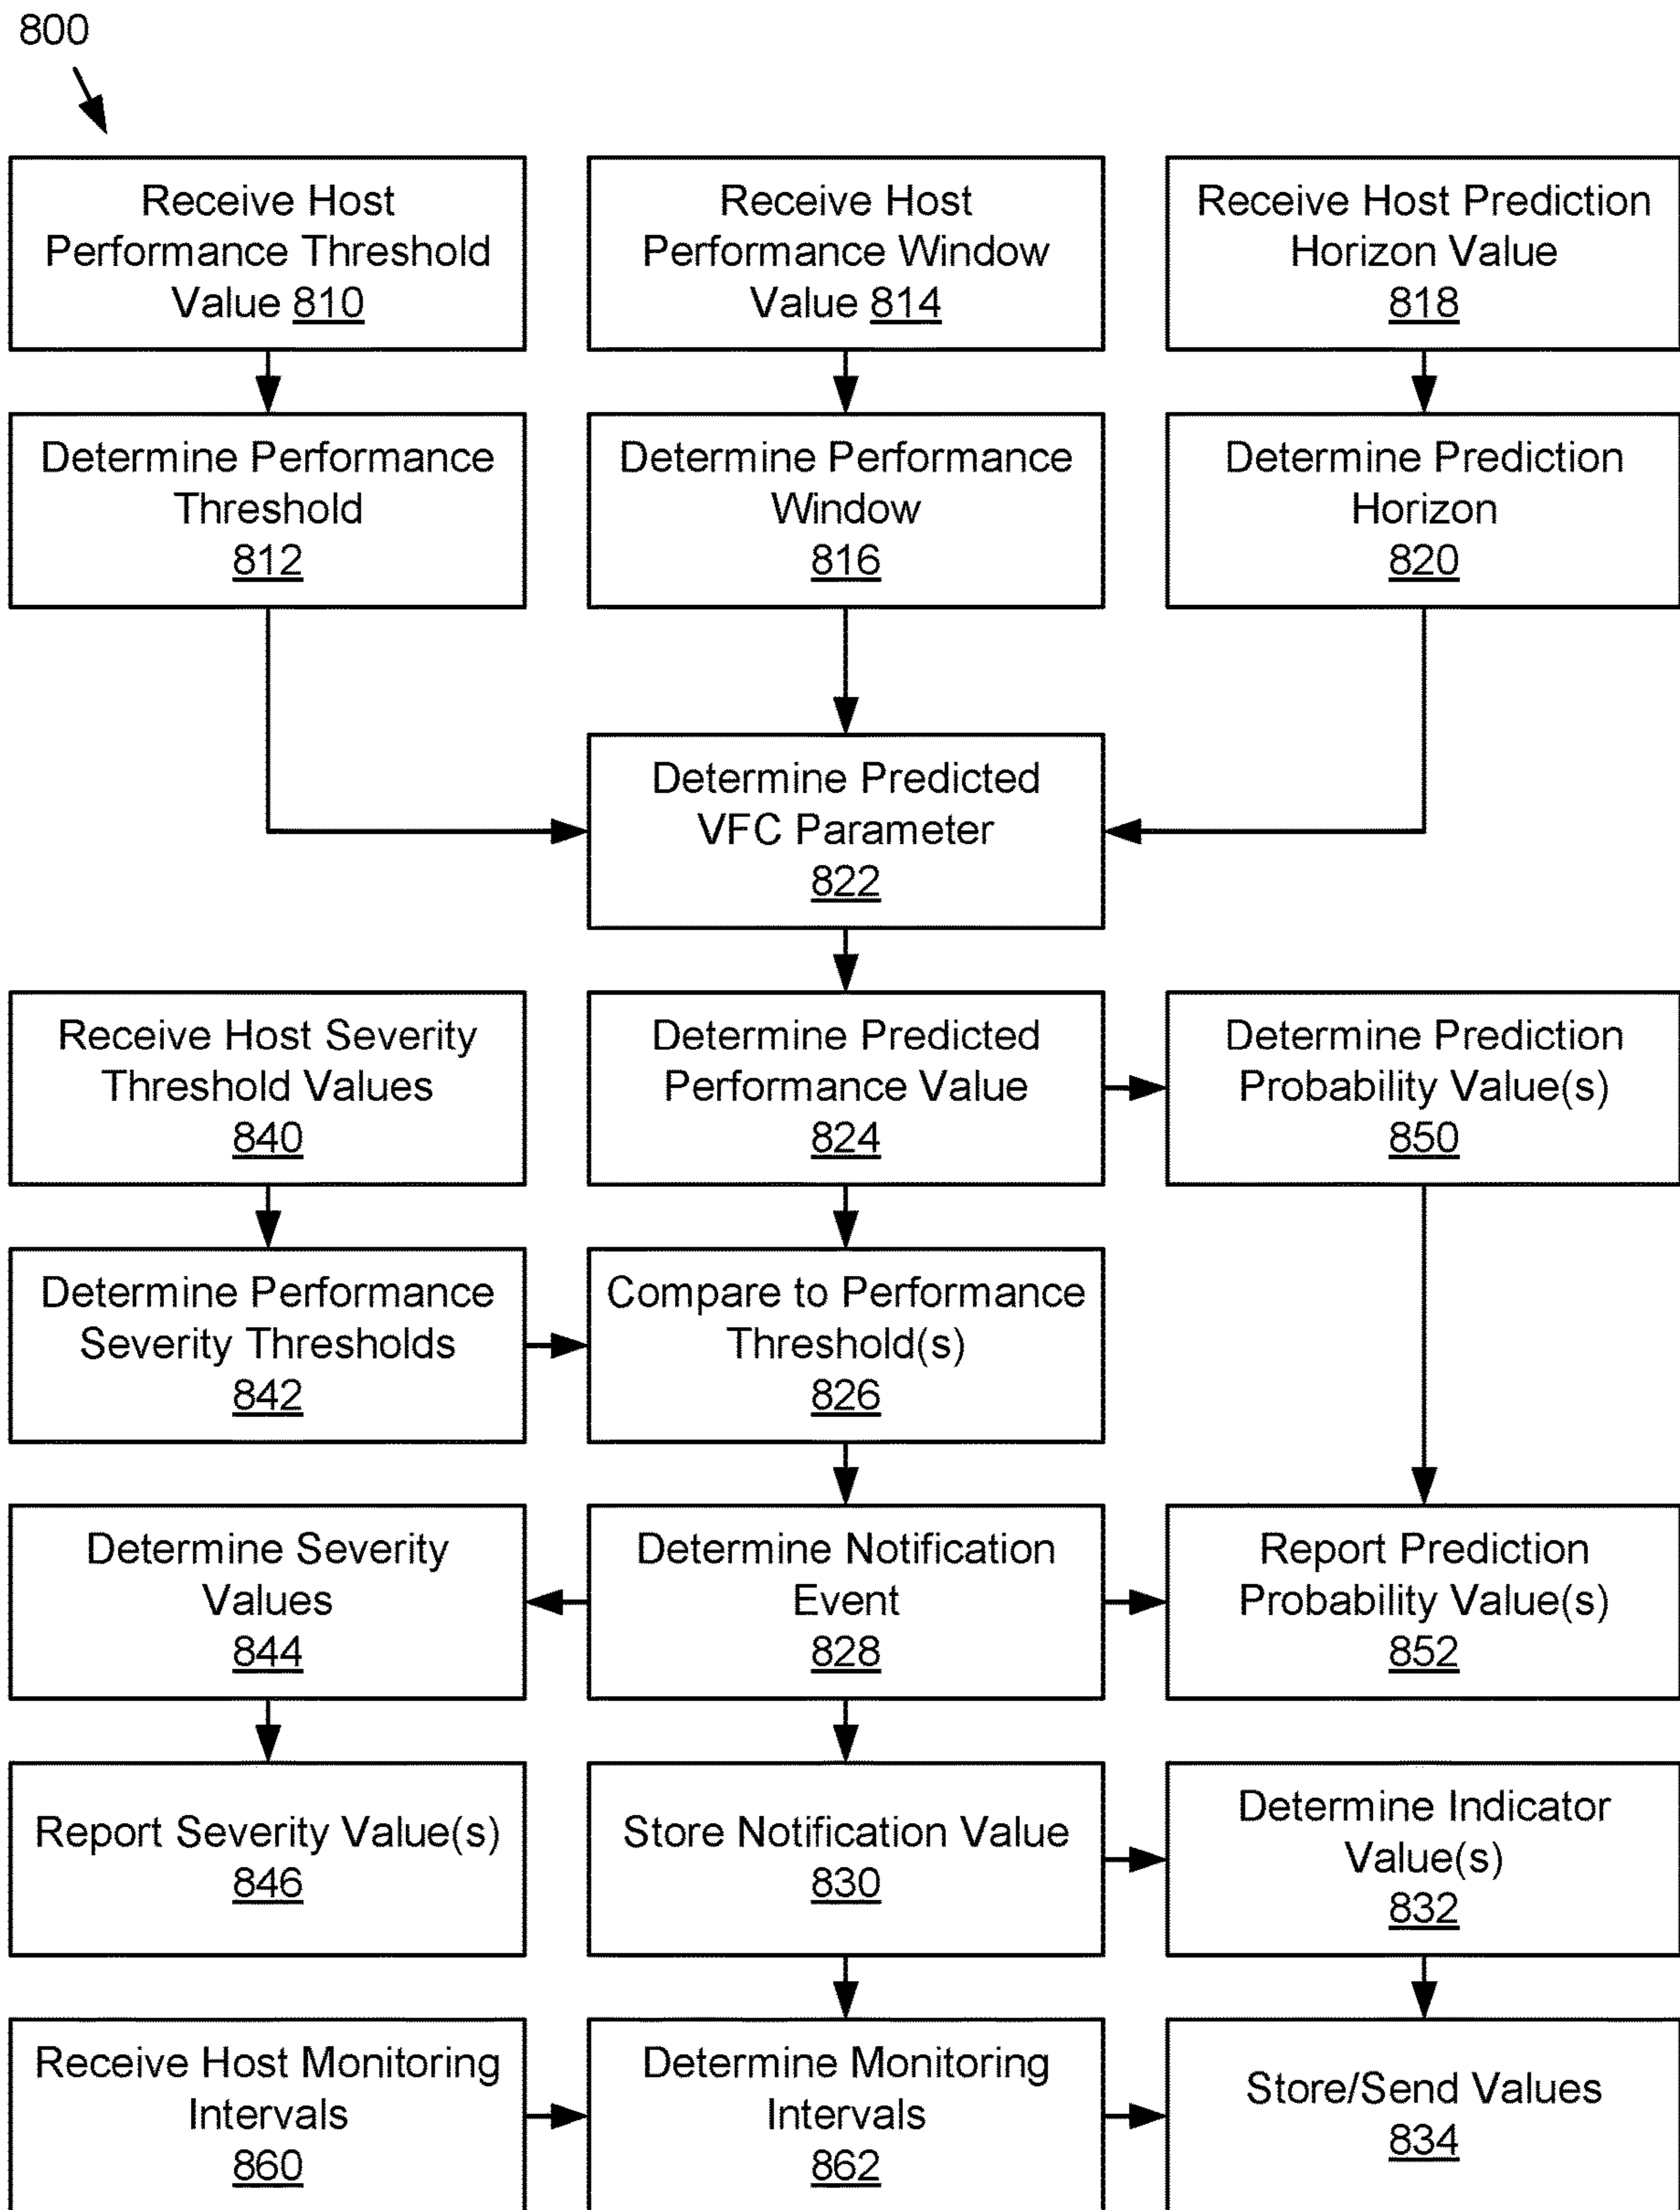 800
Receive Host
Performance Threshold
Value 810
Receive Host
Performance Window
Value 814
Receive Host Prediction
Horizon Value
818
Determine Performance
Threshold
812
Determine Performance
Window
816
Determine Prediction
Horizon
820
Determine Predicted
VFC Parameter
822
Receive Host Severity
Threshold Values
840
Determine Predicted
Performance Value
824
Determine Prediction
Probability Value(s)
850
Determine Performance
Severity Thresholds
842
Compare to Performance
Threshold(s)
826
Determine Severity
Values
844
Determine Notification
Event
828
Report Prediction
Probability Value(s)
852
Report Severity Value(s)
846
Store Notification Value
830
Determine Indicator
Value(s)
832
Receive Host Monitoring
Intervals
860
Determine Monitoring
Intervals
862
Store/Send Values
834